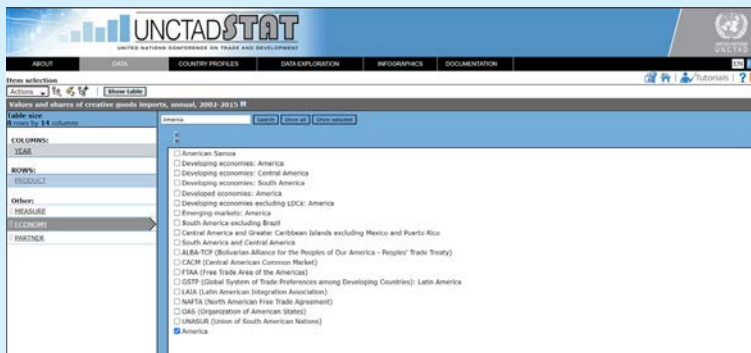 UNCTADSTAT
UNITED NATIONS CONFERENCE ON TRADE AND DEVELOPMENT
UNCTAD
ABOUT DATA COUNTRY PROFILES DATA EXPLORATION INFOGRAPHICS DOCUMENTATION EN
Item selection
Tutorials | ?
Actions Show table
Values and shares of creative goods imports, annual, 2002-2015
Table size
8 rows by 14 columns
America Search Show all Show selected
COLUMNS:
YEAR
ROWS:
PRODUCT
Other:
MEASURE
ECONOMY
PARTNER
American Samoa
Developing economies: America
Developing economies: Central America
Developing economies: South America
Developed economies: America
Developing economies excluding LDCs: America
Emerging markets: America
South America excluding Brazil
Central America and Greater Caribbean Islands excluding Mexico and Puerto Rico
South America and Central America
ALBA-TCP (Bolivarian Alliance for the Peoples of Our America - Peoples' Trade Treaty)
CACM (Central American Common Market)
FTAA (Free Trade Area of the Americas)
GSTP (Global System of Trade Preferences among Developing Countries): Latin America
LAIA (Latin American Integration Association)
NAFTA (North American Free Trade Agreement)
OAS (Organization of American States)
UNASUR (Union of South American Nations)
America